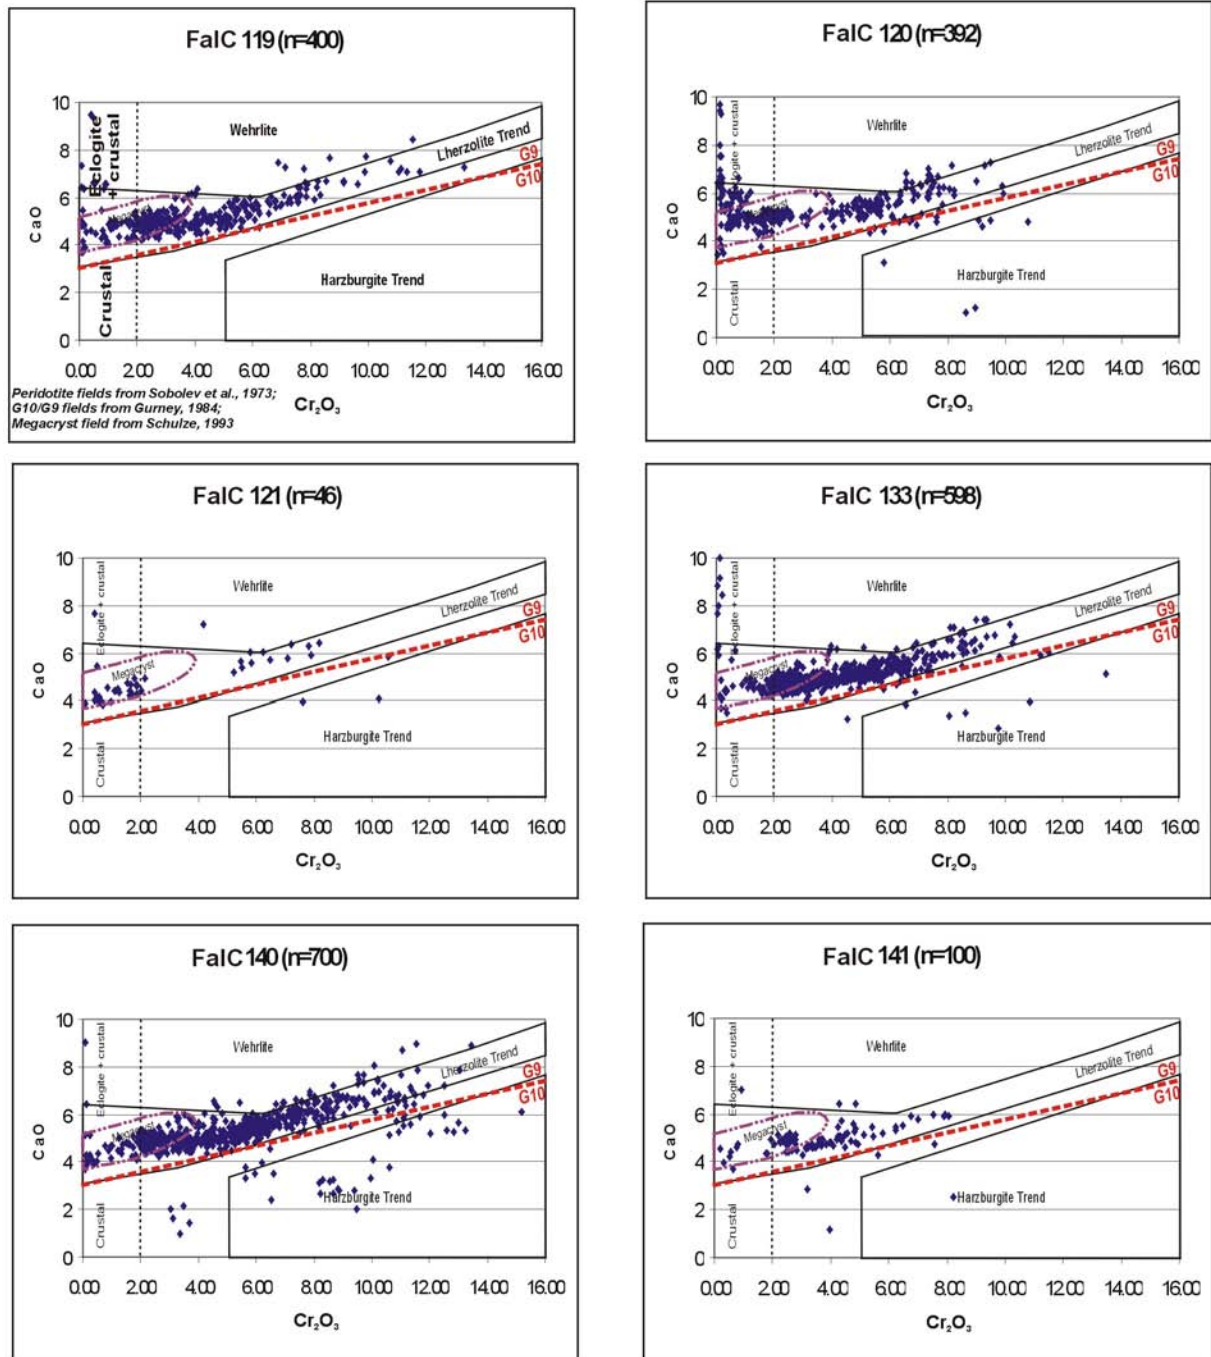 FalC 119 (n=400)
10
8
6
4
2
0
CaO
Eclogite
+ crustal
Wehrlite
Lherzolite Trend
G9
G10
Megacryst
Crustal
Harzburgite Trend
0.00 2.00 4.00 6.00 8.00 10.00 12.00 14.00 16.00
Cr₂O₃
Peridotite fields from Sobolev et al., 1973;
G10/G9 fields from Gurney, 1984;
Megacryst field from Schulze, 1993
FalC 120 (n=392)
10
8
6
4
2
0
CaO
Wehrlite
Lherzolite Trend
G9
G10
Crustal
Harzburgite Trend
0.00 2.00 4.00 6.00 8.00 10.00 12.00 14.00 16.00
Cr₂O₃
FalC 121 (n=46)
10
8
6
4
2
0
CaO
Eclogite + crustal
Wehrlite
Lherzolite Trend
G9
G10
Megacryst
Crustal
Harzburgite Trend
0.00 2.00 4.00 6.00 8.00 10.00 12.00 14.00 16.00
Cr₂O₃
FalC 133 (n=598)
10
8
6
4
2
0
CaO
Eclogite + crustal
Wehrlite
Lherzolite Trend
G9
G10
Megacryst
Crustal
Harzburgite Trend
0.00 2.00 4.00 6.00 8.00 10.00 12.00 14.00 16.00
Cr₂O₃
FalC 140 (n=700)
10
8
6
4
2
0
CaO
Eclogite + crustal
Wehrlite
Lherzolite Trend
G9
G10
Megacryst
Crustal
Harzburgite Trend
0.00 2.00 4.00 6.00 8.00 10.00 12.00 14.00 16.00
Cr₂O₃
FalC 141 (n=100)
10
8
6
4
2
0
CaO
Eclogite + crustal
Wehrlite
Lherzolite Trend
G9
G10
Megacryst
Crustal
Harzburgite Trend
0.00 2.00 4.00 6.00 8.00 10.00 12.00 14.00 16.00
Cr₂O₃